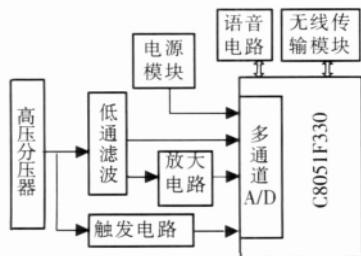 语音
电路
无线传
输模块
电源
模块
高压分压器
低通滤波
放大
电路
触发电路
多通道
A/D
C8051F330